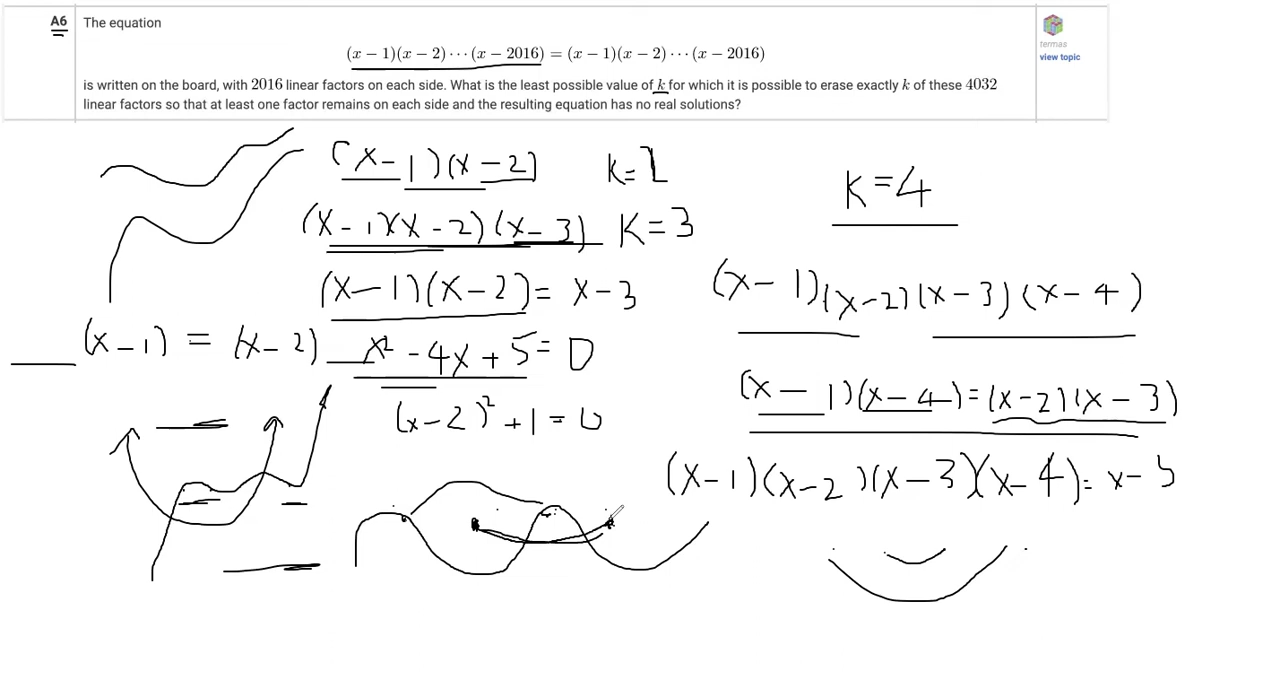 A6
The equation
(x − 1)(x − 2) ⋯ (x − 2016) = (x − 1)(x − 2) ⋯ (x − 2016)
is written on the board, with 2016 linear factors on each side. What is the least possible value of k for which it is possible to erase exactly k of these 4032
linear factors so that at least one factor remains on each side and the resulting equation has no real solutions?
termas
view topic
(x-1)(x-2) k=2
(x-1)(x-2)(x-3) k=3
(x-1)(x-2) = x-3
(x-1) = (x-2)
x² -4x+5=0
(x-2)²+1=0
k=4
(x-1)(x-2)(x-3)(x-4)
(x-1)(x-4)=(x-2)(x-3)
(x-1)(x-2)(x-3)(x-4)= x-5